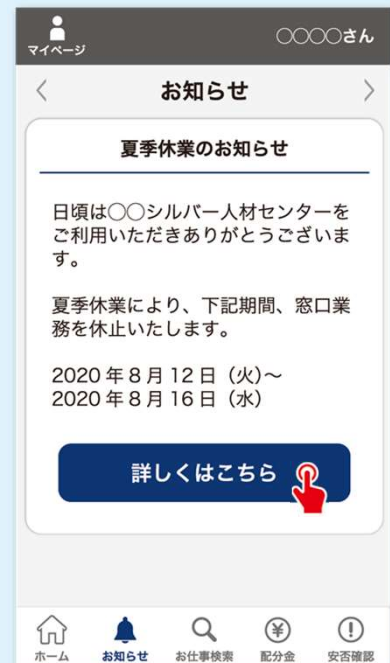 マイページ
○○○○さん
お知らせ
夏季休業のお知らせ
日頃は○○シルバー人材センターを
ご利用いただきありがとうございま
す。
夏季休業により、下記期間、窓口業
務を休止いたします。
2020年8月12日（火）～
2020年8月16日（水）
詳しくはこちら
ホーム
お知らせ
お仕事検索
配分金
安否確認